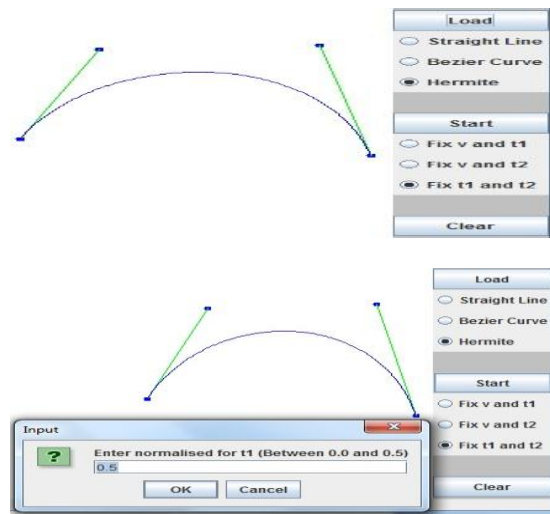 Load
Straight Line
Bezier Curve
Hermite
Start
Fix v and t1
Fix v and t2
Fix t1 and t2
Clear
Load
Straight Line
Bezier Curve
Hermite
Start
Fix v and t1
Fix v and t2
Fix t1 and t2
Clear
Input
Enter normalised for t1 (Between 0.0 and 0.5)
0.5
OK Cancel